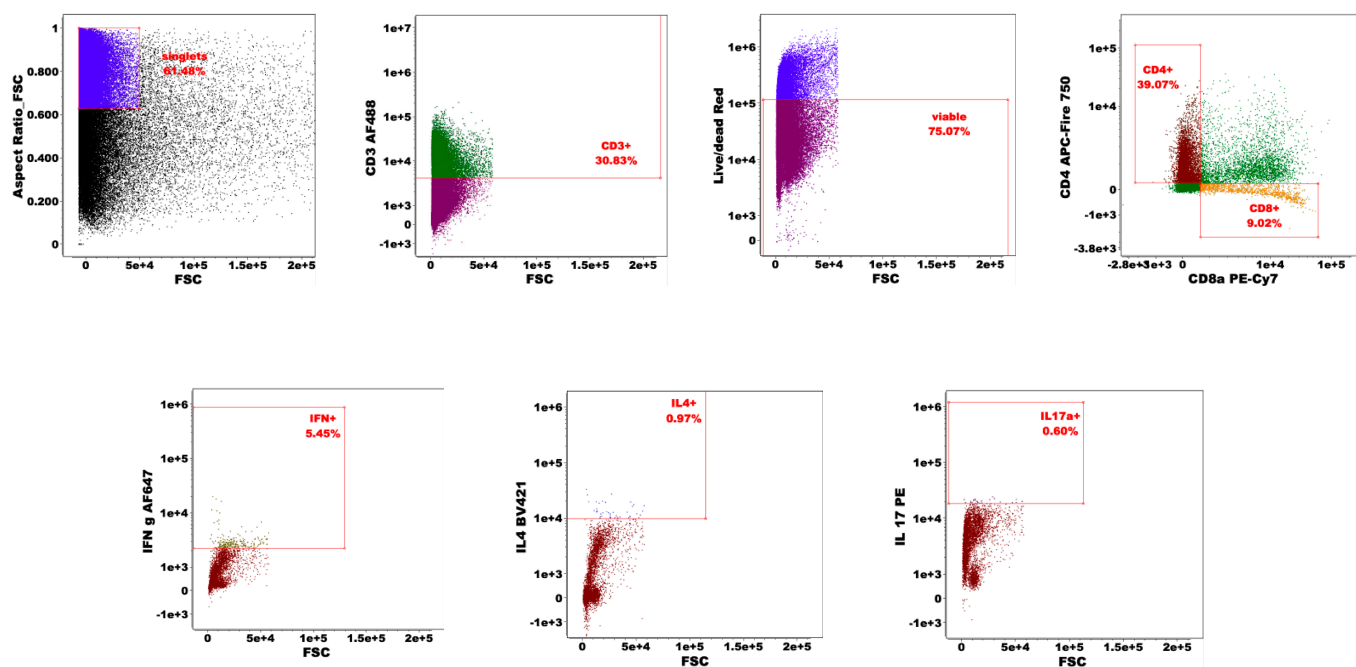 Aspect Ratio_FSC
1
0.800
0.600
0.400
0.200
0
singlets
61.48%
0
5e+4
1e+5
1.5e+5
2e+5
FSC
CD3 AF488
1e+7
1e+6
1e+5
1e+4
1e+3
-1e+3
CD3+
30.83%
0
5e+4
1e+5
1.5e+5
2e+5
FSC
Live/dead Red
1e+6
1e+5
1e+4
1e+3
0
viable
75.07%
0
5e+4
1e+5
1.5e+5
2e+5
FSC
CD4 APC-Fire 750
1e+5
1e+4
0
-1e+3
-3.8e+3
CD4+
39.07%
CD8+
9.02%
-2.8e+3
+3
0
1e+4
1e+5
CD8a PE-Cy7
IFN g AF647
1e+6
1e+5
1e+4
1e+3
0
-1e+3
IFN+
5.45%
0
5e+4
1e+5
1.5e+5
2e+5
FSC
IL4 BV421
1e+6
1e+5
1e+4
1e+3
0
-1e+3
IL4+
0.97%
0
5e+4
1e+5
1.5e+5
2e+5
FSC
IL 17 PE
1e+6
1e+5
1e+4
1e+3
0
-1e+3
IL17a+
0.60%
0
5e+4
1e+5
1.5e+5
2e+5
FSC